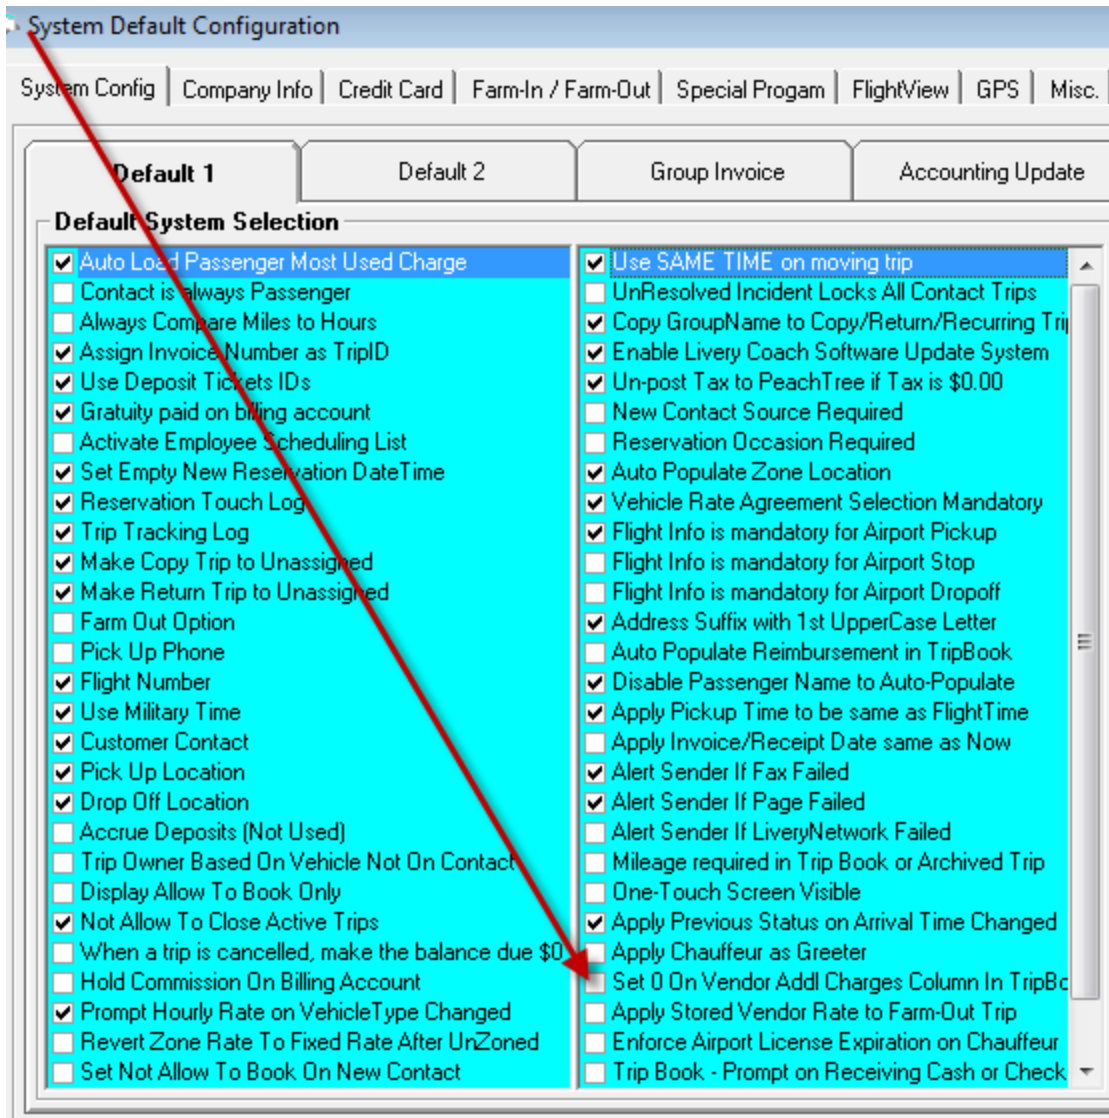 System Default Configuration
System Config Company Info Credit Card Farm-In / Farm-Out Special Progam FlightView GPS Misc.
Default 1 Default 2 Group Invoice Accounting Update
Default System Selection
Auto Load Passenger Most Used Charge
Contact is always Passenger
Always Compare Miles to Hours
Assign Invoice Number as TripID
Use Deposit Tickets IDs
Gratuity paid on billing account
Activate Employee Scheduling List
Set Empty New Reservation DateTime
Reservation Touch Log
Trip Tracking Log
Make Copy Trip to Unassigned
Make Return Trip to Unassigned
Farm Out Option
Pick Up Phone
Flight Number
Use Military Time
Customer Contact
Pick Up Location
Drop Off Location
Accrue Deposits (Not Used)
Trip Owner Based On Vehicle Not On Contact
Display Allow To Book Only
Not Allow To Close Active Trips
When a trip is cancelled, make the balance due $0
Hold Commission On Billing Account
Prompt Hourly Rate on VehicleType Changed
Revert Zone Rate To Fixed Rate After UnZoned
Set Not Allow To Book On New Contact
Use SAME TIME on moving trip
UnResolved Incident Locks All Contact Trips
Copy GroupName to Copy/Return/Recurring Trip
Enable Livery Coach Software Update System
Un-post Tax to PeachTree if Tax is $0.00
New Contact Source Required
Reservation Occasion Required
Auto Populate Zone Location
Vehicle Rate Agreement Selection Mandatory
Flight Info is mandatory for Airport Pickup
Flight Info is mandatory for Airport Stop
Flight Info is mandatory for Airport Dropoff
Address Suffix with 1st UpperCase Letter
Auto Populate Reimbursement in TripBook
Disable Passenger Name to Auto-Populate
Apply Pickup Time to be same as FlightTime
Apply Invoice/Receipt Date same as Now
Alert Sender If Fax Failed
Alert Sender If Page Failed
Alert Sender If LiveryNetwork Failed
Mileage required in Trip Book or Archived Trip
One-Touch Screen Visible
Apply Previous Status on Arrival Time Changed
Apply Chauffeur as Greeter
Set 0 On Vendor Addl Charges Column In TripBo
Apply Stored Vendor Rate to Farm-Out Trip
Enforce Airport License Expiration on Chauffeur
Trip Book - Prompt on Receiving Cash or Check